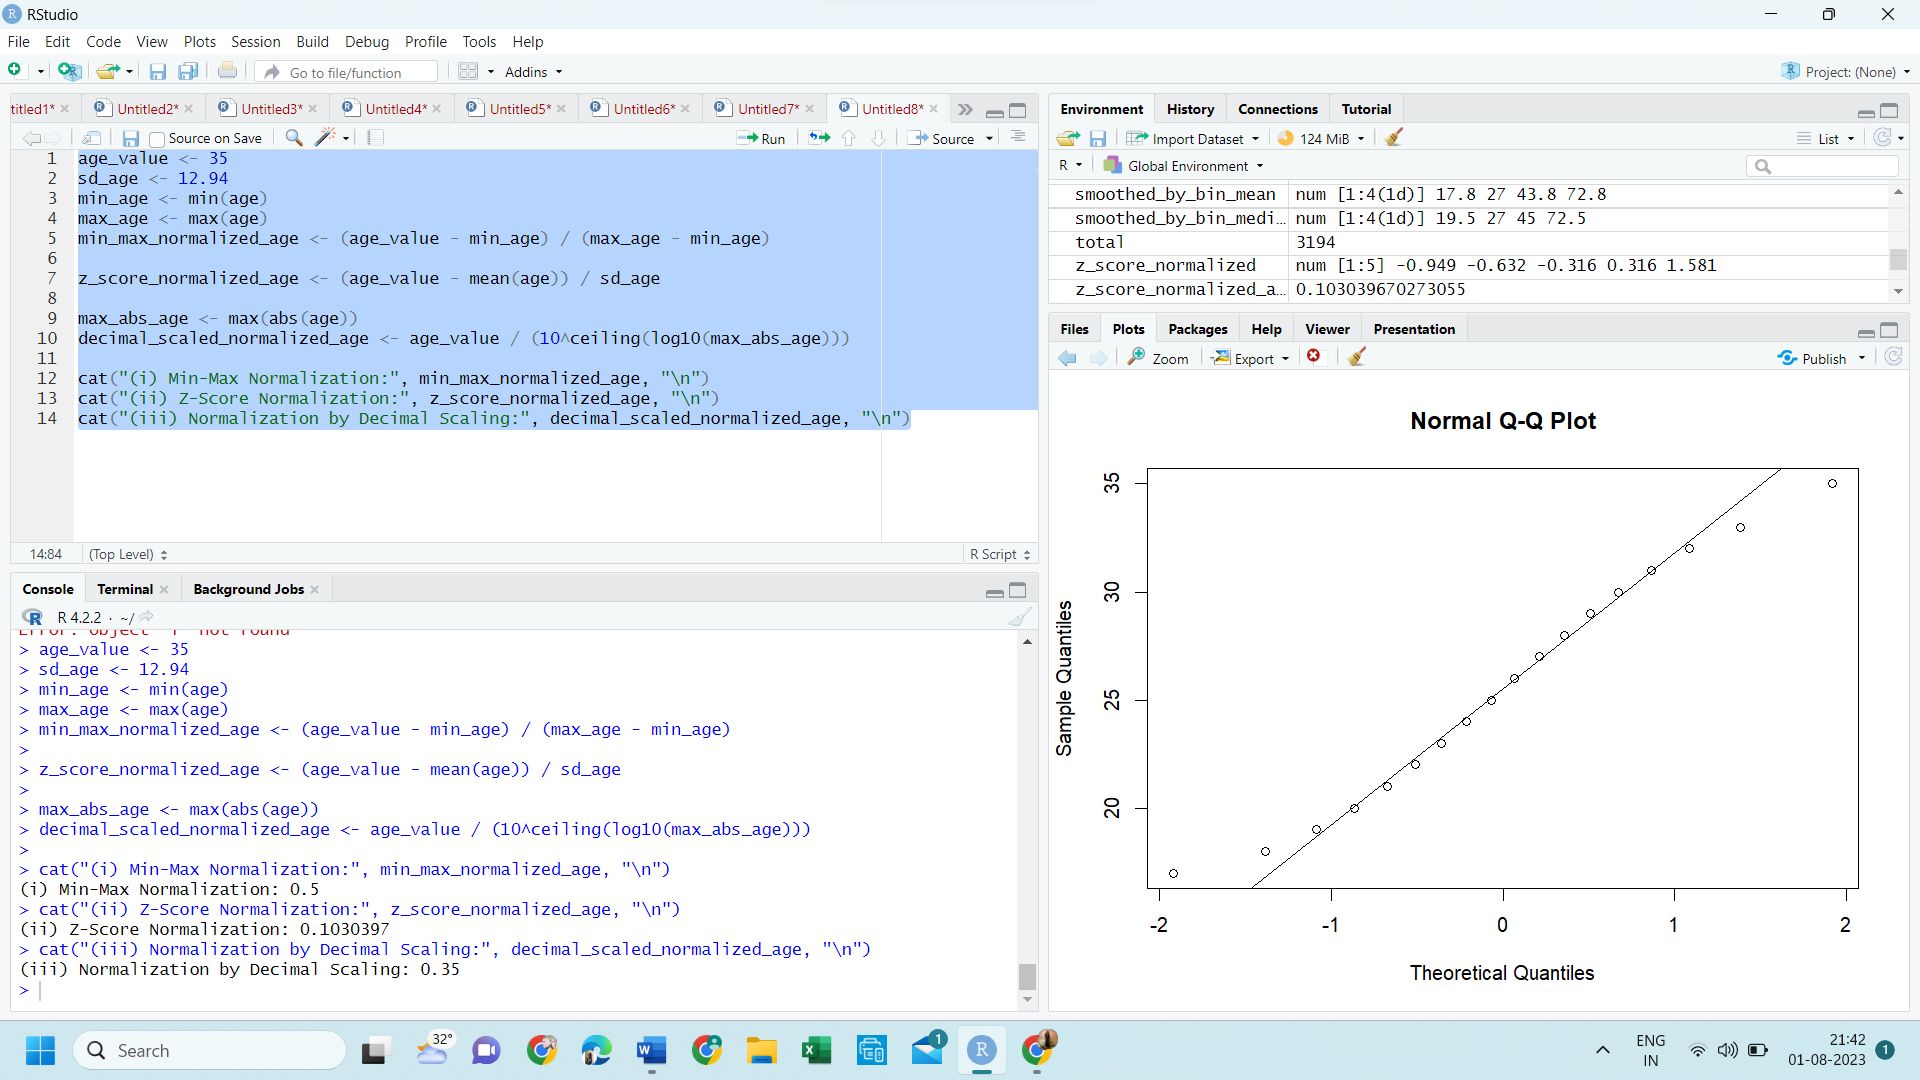 RStudio
File Edit Code View Plots Session Build Debug Profile Tools Help
Go to file/function Addins Project: (None)
titled1* Untitled2* Untitled3* Untitled4* Untitled5* Untitled6* Untitled7* Untitled8*
Source on Save Run Source
1 age_value <- 35
2 sd_age <- 12.94
3 min_age <- min(age)
4 max_age <- max(age)
5 min_max_normalized_age <- (age_value - min_age) / (max_age - min_age)
6
7 z_score_normalized_age <- (age_value - mean(age)) / sd_age
8
9 max_abs_age <- max(abs(age))
10 decimal_scaled_normalized_age <- age_value / (10^ceiling(log10(max_abs_age)))
11
12 cat("(i) Min-Max Normalization:", min_max_normalized_age, "\n")
13 cat("(ii) Z-Score Normalization:", z_score_normalized_age, "\n")
14 cat("(iii) Normalization by Decimal Scaling:", decimal_scaled_normalized_age, "\n")
14:84 (Top Level) R Script
Console Terminal Background Jobs
R 4.2.2 · ~/
> age_value <- 35
> sd_age <- 12.94
> min_age <- min(age)
> max_age <- max(age)
> min_max_normalized_age <- (age_value - min_age) / (max_age - min_age)
>
> z_score_normalized_age <- (age_value - mean(age)) / sd_age
>
> max_abs_age <- max(abs(age))
> decimal_scaled_normalized_age <- age_value / (10^ceiling(log10(max_abs_age)))
>
> cat("(i) Min-Max Normalization:", min_max_normalized_age, "\n")
(i) Min-Max Normalization: 0.5
> cat("(ii) Z-Score Normalization:", z_score_normalized_age, "\n")
(ii) Z-Score Normalization: 0.1030397
> cat("(iii) Normalization by Decimal Scaling:", decimal_scaled_normalized_age, "\n")
(iii) Normalization by Decimal Scaling: 0.35
>
Environment History Connections Tutorial
Import Dataset 124 MiB List
R Global Environment
smoothed_by_bin_mean num [1:4(1d)] 17.8 27 43.8 72.8
smoothed_by_bin_medi… num [1:4(1d)] 19.5 27 45 72.5
total 3194
z_score_normalized num [1:5] -0.949 -0.632 -0.316 0.316 1.581
z_score_normalized_a… 0.103039670273055
Files Plots Packages Help Viewer Presentation
Zoom Export Publish
Normal Q-Q Plot
Sample Quantiles
35
30
25
20
-2 -1 0 1 2
Theoretical Quantiles
Search 32° 1 ENG IN 21:42 01-08-2023 1